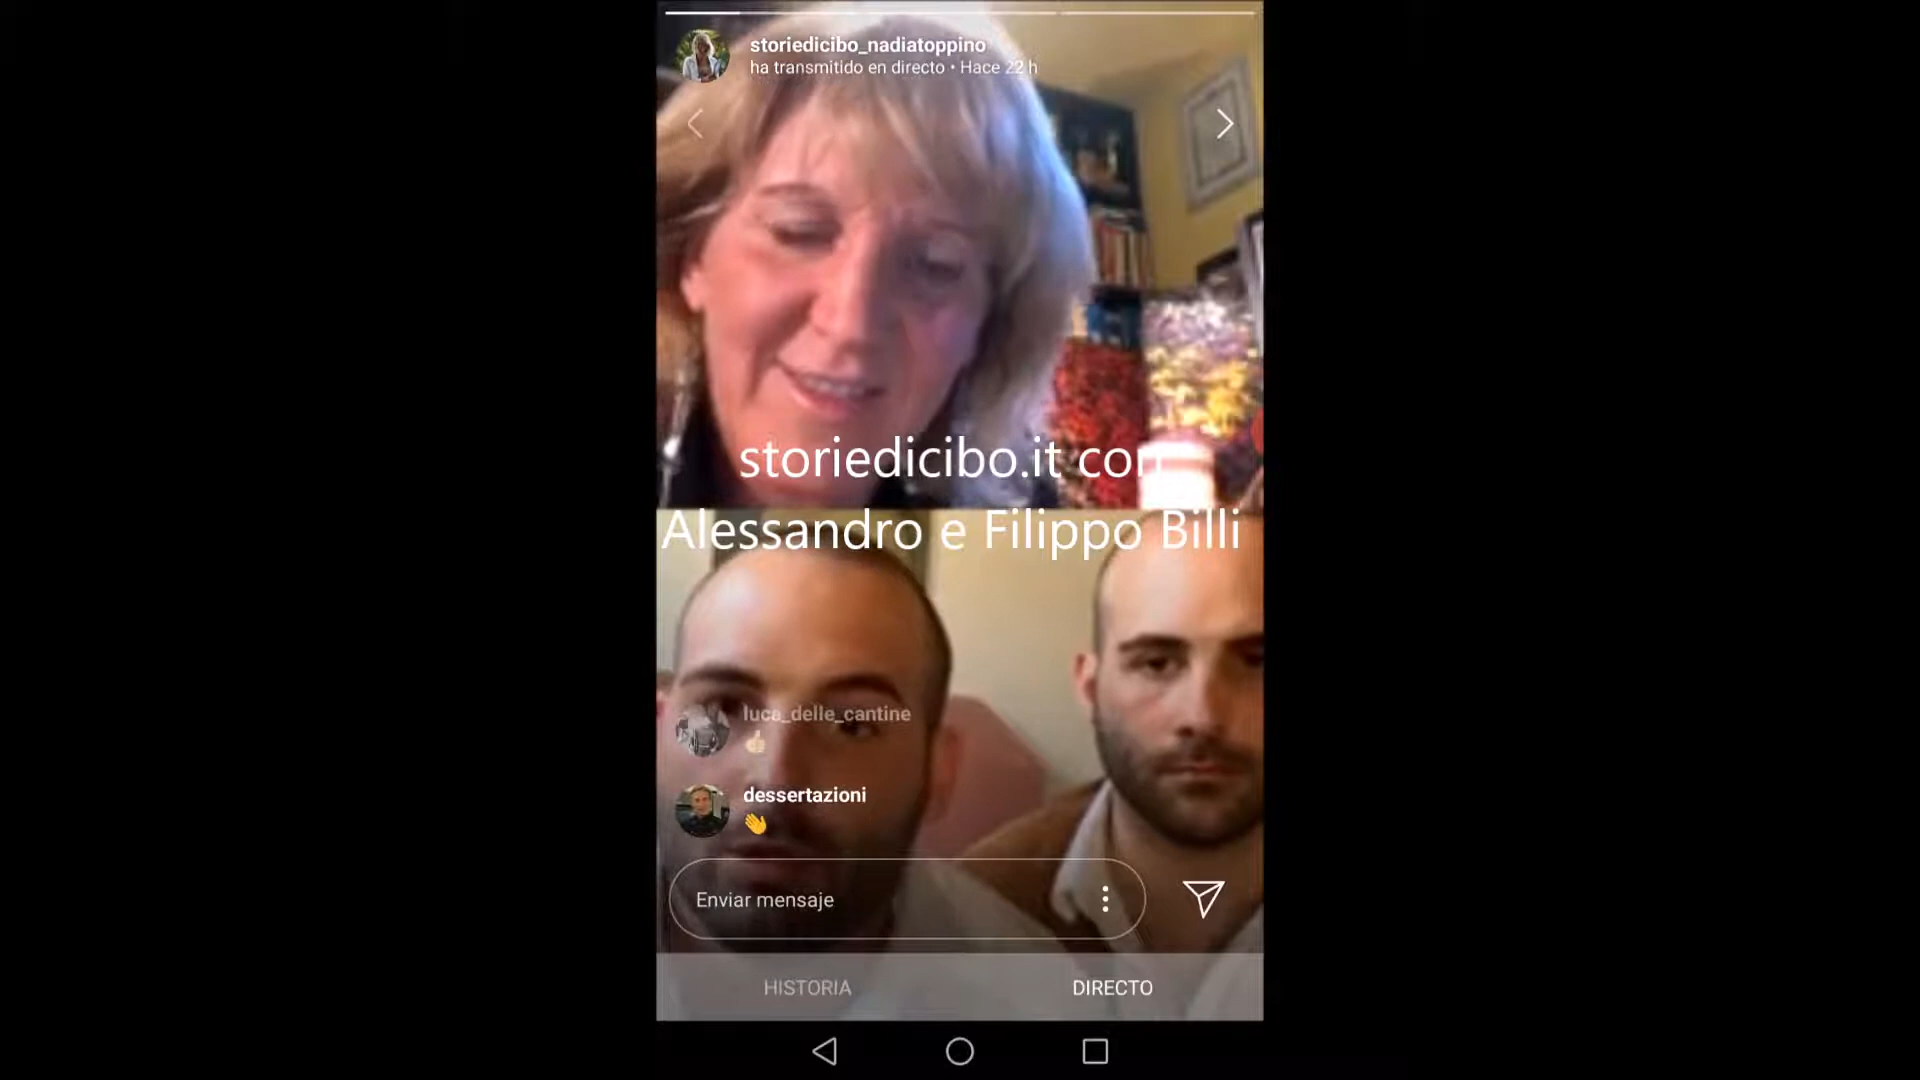 storiedicibo_nadiatoppino
ha transmitido en directo • Hace 22 h
storiedicibo.it con
Alessandro e Filippo Billi
luca_delle_cantine
dessertazioni
Enviar mensaje
HISTORIA
DIRECTO